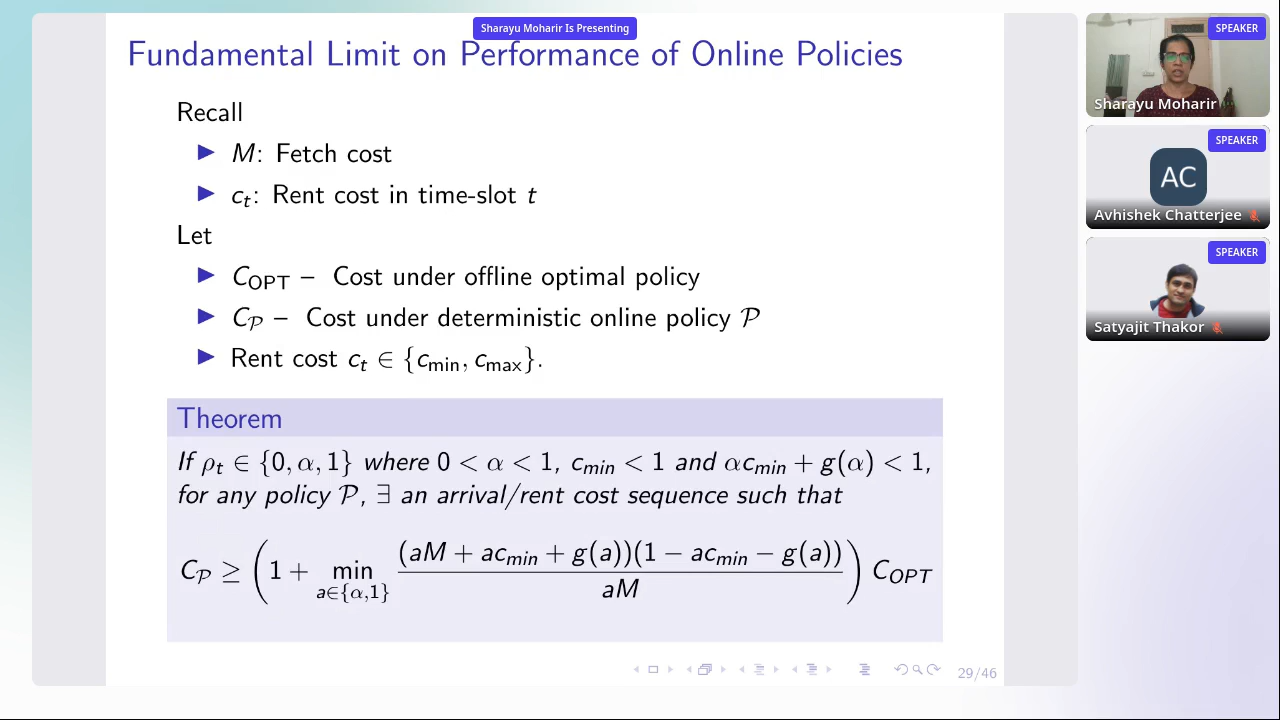 Sharayu Moharir Is Presenting
Fundamental Limit on Performance of Online Policies
Recall
▶ M: Fetch cost
▶ c_t: Rent cost in time-slot t
Let
▶ C_OPT – Cost under offline optimal policy
▶ C_𝒫 – Cost under deterministic online policy 𝒫
▶ Rent cost c_t ∈ {c_min, c_max}.
Theorem
If ρ_t ∈ {0, α, 1} where 0 < α < 1, c_min < 1 and αc_min + g(α) < 1,
for any policy 𝒫, ∃ an arrival/rent cost sequence such that
C_𝒫 ≥ (1 + min_{a∈{α,1}} (aM + ac_min + g(a))(1 − ac_min − g(a)) / aM) C_OPT
29/46
SPEAKER
Sharayu Moharir
SPEAKER
AC
Avhishek Chatterjee
SPEAKER
Satyajit Thakor